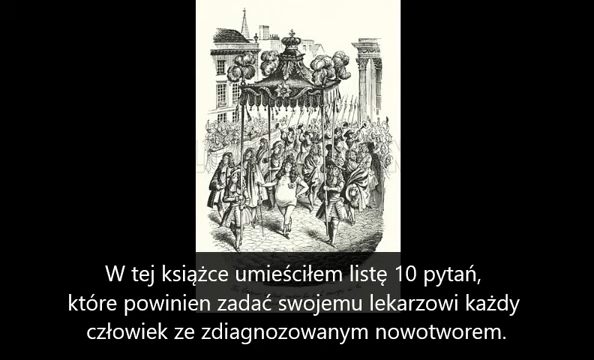 W tej książce umieściłem listę 10 pytań,
które powinien zadać swojemu lekarzowi każdy
człowiek ze zdiagnozowanym nowotworem.